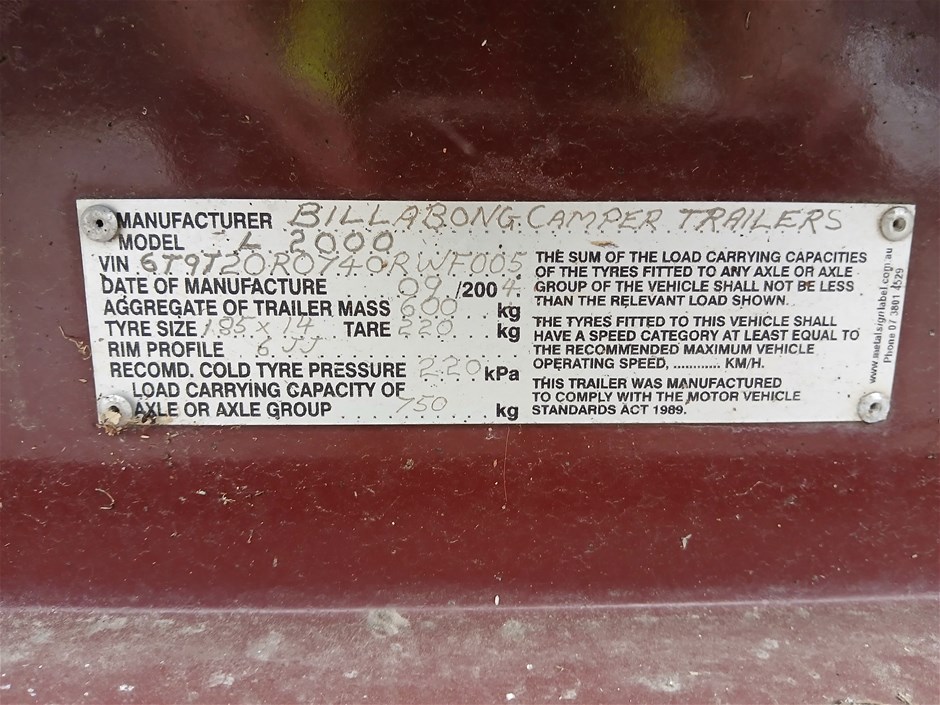 MANUFACTURER BILLABONG CAMPER TRAILERS
MODEL L 2000
VIN 6T9T20R0740RWF005
DATE OF MANUFACTURE 09/2004
AGGREGATE OF TRAILER MASS 600 kg
TYRE SIZE 185 x 14 TARE 220 kg
RIM PROFILE 6 JJ
RECOMD. COLD TYRE PRESSURE 220 kPa
LOAD CARRYING CAPACITY OF
AXLE OR AXLE GROUP 750 kg
THE SUM OF THE LOAD CARRYING CAPACITIES
OF THE TYRES FITTED TO ANY AXLE OR AXLE
GROUP OF THE VEHICLE SHALL NOT BE LESS
THAN THE RELEVANT LOAD SHOWN.
THE TYRES FITTED TO THIS VEHICLE SHALL
HAVE A SPEED CATEGORY AT LEAST EQUAL TO
THE RECOMMENDED MAXIMUM VEHICLE
OPERATING SPEED, ............ KM/H.
THIS TRAILER WAS MANUFACTURED
TO COMPLY WITH THE MOTOR VEHICLE
STANDARDS ACT 1989.
www.metalsignlabel.com.au
Phone 07 3801 4529